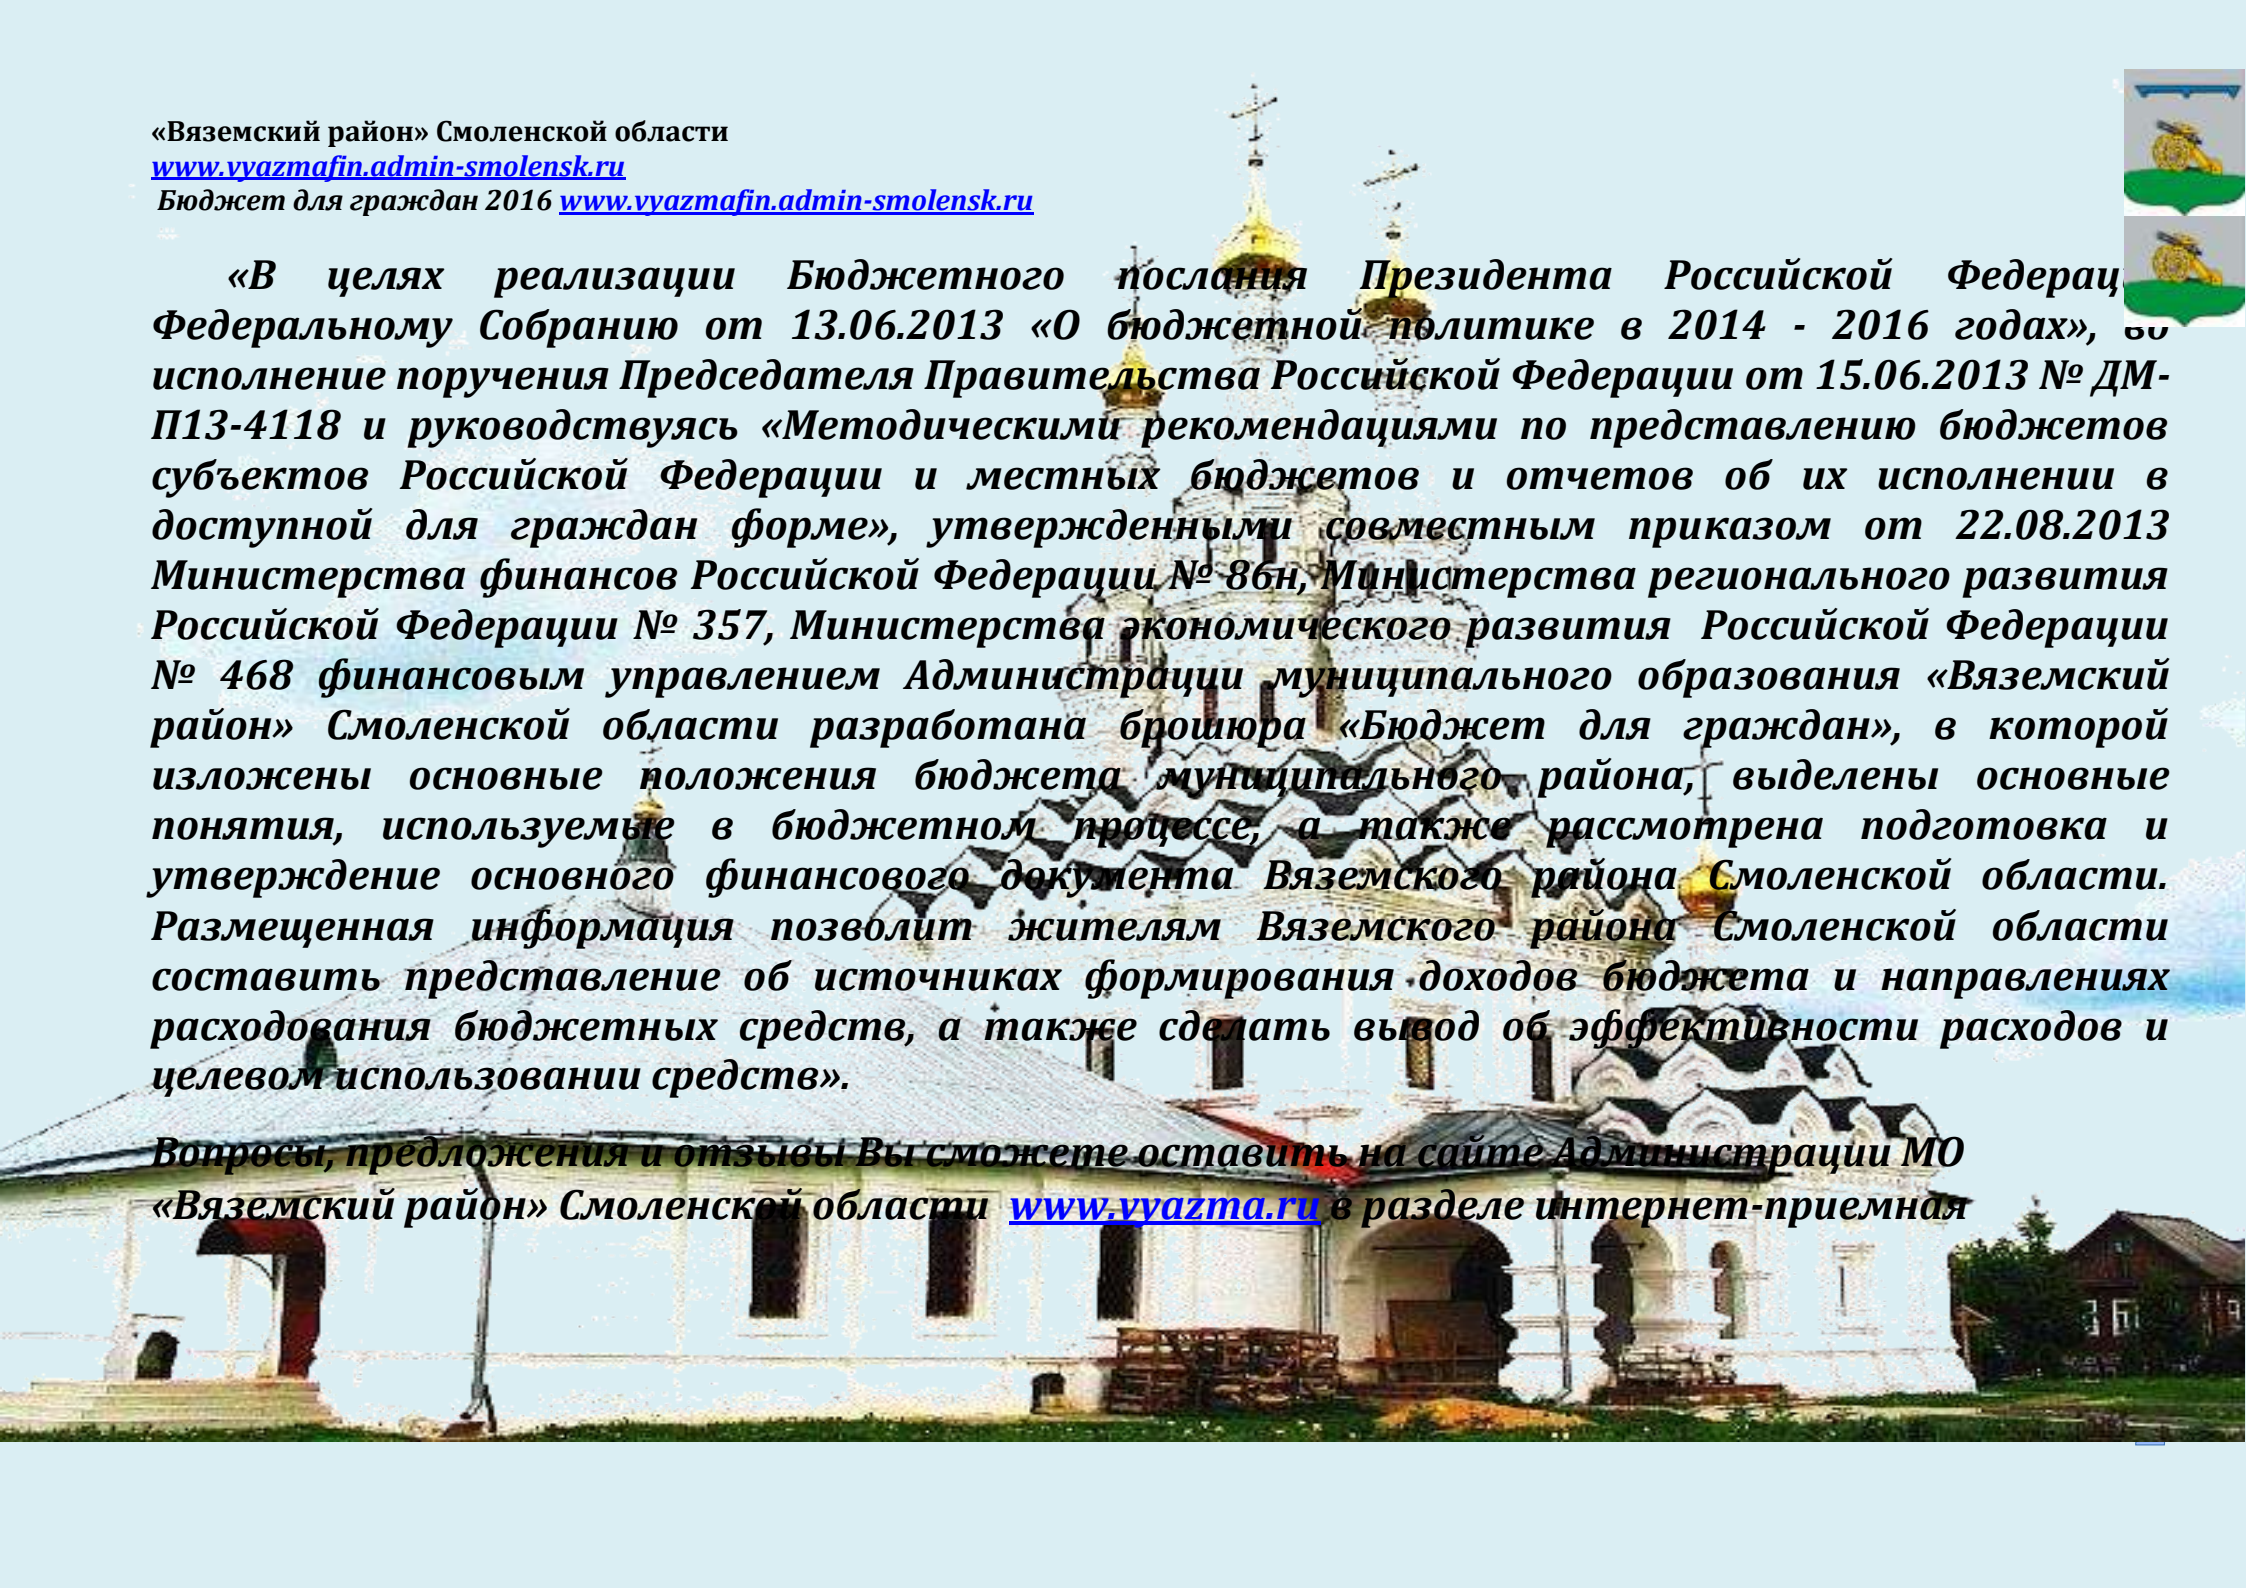 «Вяземский район» Смоленской области
www.vyazmafin.admin-smolensk.ru
Бюджет для граждан 2016 www.vyazmafin.admin-smolensk.ru
«В целях реализации Бюджетного послания Президента Российской
Федеральному Собранию от 13.06.2013 «О бюджетной политике в 2014 - 2016 годах», во
исполнение поручения Председателя Правительства Российской Федерации от 15.06.2013 № ДМ-
П13-4118 и руководствуясь «Методическими рекомендациями по представлению бюджетов
субъектов Российской Федерации и местных бюджетов и отчетов об их исполнении в
доступной для граждан форме», утвержденными совместным приказом от 22.08.2013
Министерства финансов Российской Федерации № 86н, Министерства регионального развития
Российской Федерации № 357, Министерства экономического развития Российской Федерации
№ 468 финансовым управлением Администрации муниципального образования «Вяземский
район» Смоленской области разработана брошюра «Бюджет для граждан», в которой
изложены основные положения бюджета муниципального района, выделены основные
понятия, используемые в бюджетном процессе, а также рассмотрена подготовка и
утверждение основного финансового документа Вяземского района Смоленской области.
Размещенная информация позволит жителям Вяземского района Смоленской области
составить представление об источниках формирования доходов бюджета и направлениях
расходования бюджетных средств, а также сделать вывод об эффективности расходов и
целевом использовании средств».
Вопросы, предложения и отзывы Вы сможете оставить на сайте Администрации МО
«Вяземский район» Смоленской области www.vyazma.ru в разделе интернет-приемная